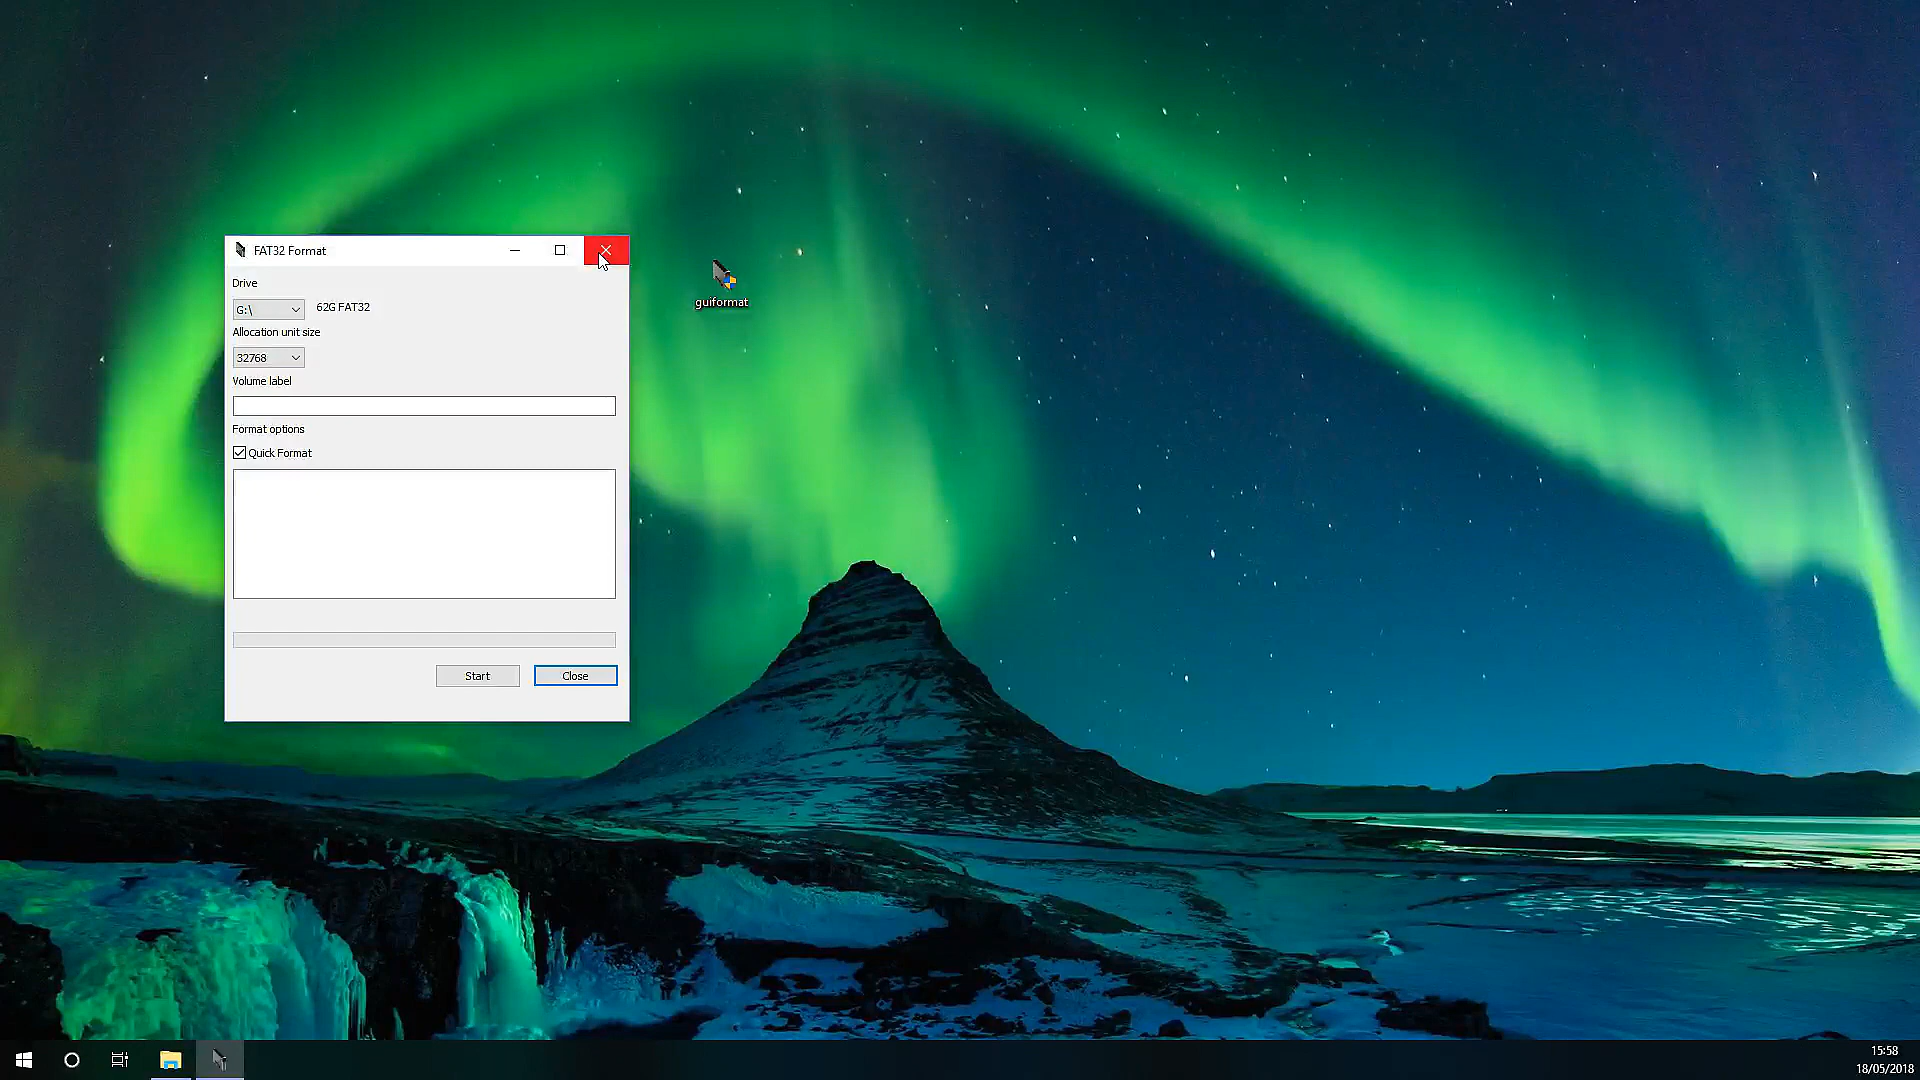 FAT32 Format
Drive
G:\
62G FAT32
Allocation unit size
32768
Volume label
Format options
Quick Format
Start
Close
guiformat
15:58
18/05/2018